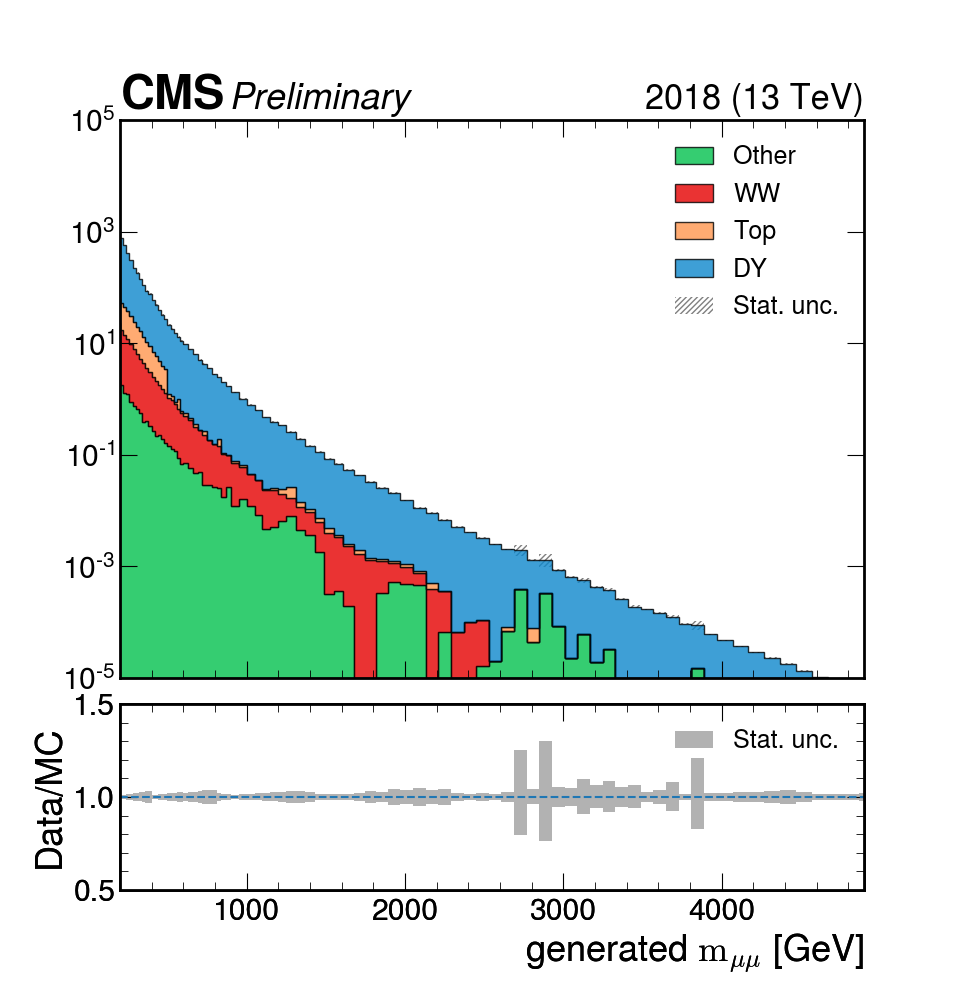 CMS Preliminary 2018 (13 TeV)
10^5
Other
WW
10^3
Top
DY
Stat. unc.
10^1
10^-1
10^-3
10^-5
1.5
Stat. unc.
1.0
Data/MC
0.5
1000 2000 3000 4000
generated m_μμ [GeV]